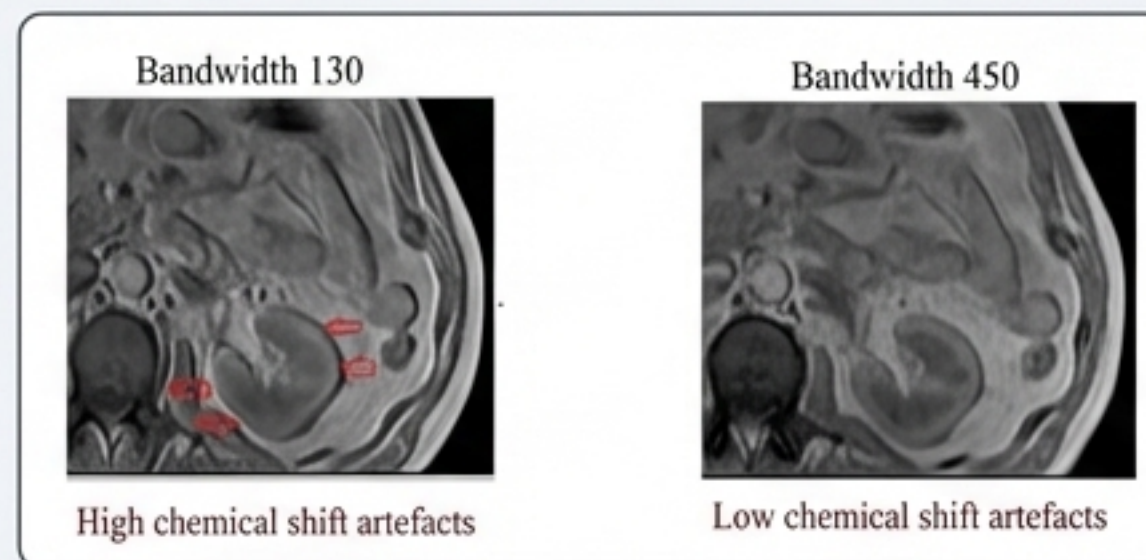 Bandwidth 130
Bandwidth 450
High chemical shift artefacts
Low chemical shift artefacts